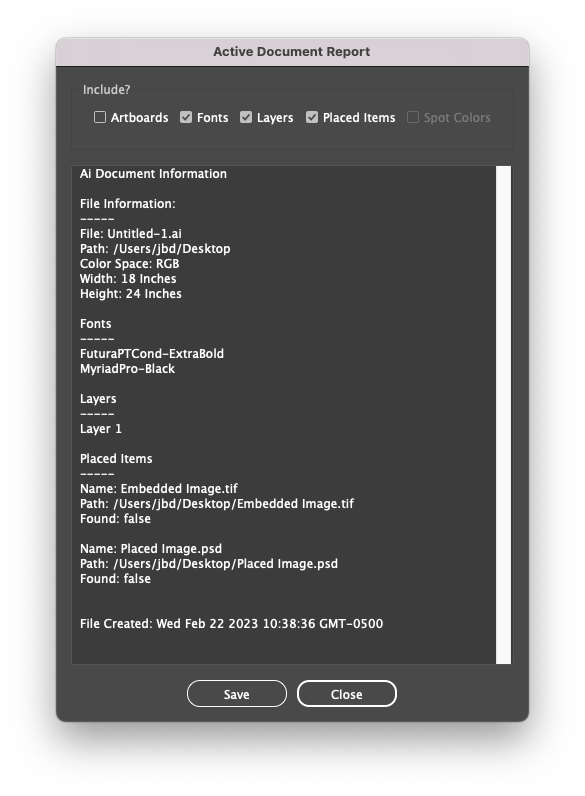 Active Document Report
Include?
Artboards Fonts Layers Placed Items Spot Colors
Ai Document Information
File Information:
-----
File: Untitled-1.ai
Path: /Users/jbd/Desktop
Color Space: RGB
Width: 18 Inches
Height: 24 Inches
Fonts
-----
FuturaPTCond-ExtraBold
MyriadPro-Black
Layers
-----
Layer 1
Placed Items
-----
Name: Embedded Image.tif
Path: /Users/jbd/Desktop/Embedded Image.tif
Found: false
Name: Placed Image.psd
Path: /Users/jbd/Desktop/Placed Image.psd
Found: false
File Created: Wed Feb 22 2023 10:38:36 GMT-0500
Save Close